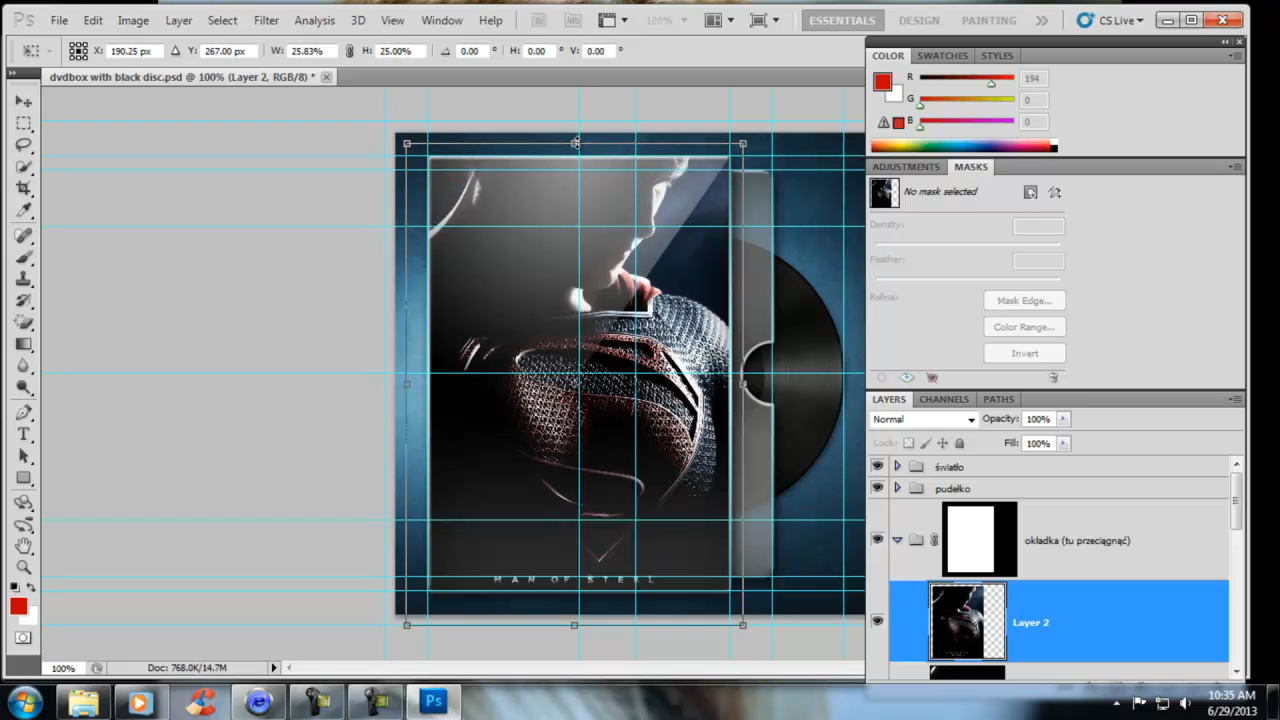 Ps File Edit Image Layer Select Filter Analysis 3D View Window Help Br Mb 100% ESSENTIALS DESIGN PAINTING CS Live
X: 190.25 px Y: 267.00 px W: 25.83% H: 25.00% 0.00 ° H: 0.00 ° V: 0.00 °
dvdbox with black disc.psd @ 100% (Layer 2, RGB/8) *
COLOR SWATCHES STYLES
R 194
G 0
B 0
ADJUSTMENTS MASKS
No mask selected
Density:
Feather:
Refine:
Mask Edge...
Color Range...
Invert
LAYERS CHANNELS PATHS
Normal Opacity: 100%
Lock: Fill: 100%
światło
pudełko
okładka (tu przeciągnąć)
Layer 2
MAN OF STEEL
100% Doc: 768.0K/14.7M
Ps
10:35 AM
6/29/2013